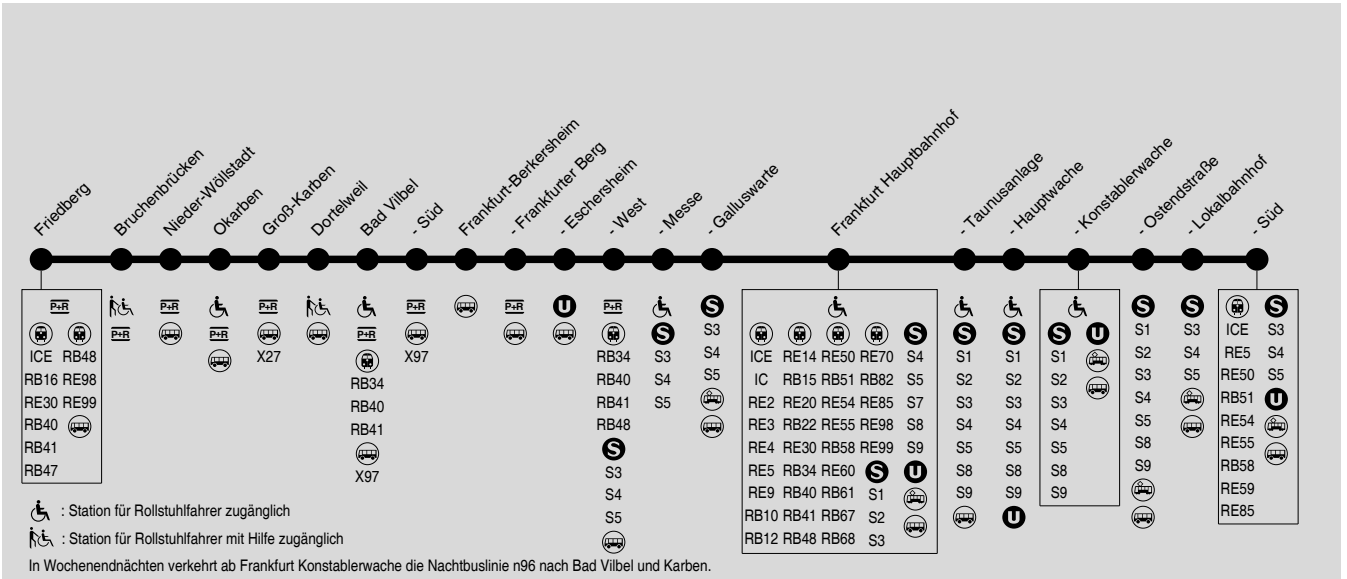 Friedberg
Bruchenbrücken
Nieder-Wöllstadt
Okarben
Groß-Karben
Dortelweil
Bad Vilbel
- Süd
Frankfurt-Berkersheim
- Frankfurter Berg
- Eschersheim
- West
- Messe
- Galluswarte
Frankfurt Hauptbahnhof
- Taunusanlage
- Hauptwache
- Konstablerwache
- Ostendstraße
- Lokalbahnhof
- Süd
P+R
ICE RB48
RB16 RE98
RE30 RE99
RB40
RB41
RB47
P+R
P+R
P+R
P+R
X27
RB34
RB40
RB41
X97
P+R
X97
P+R
U
P+R
RB34
RB40
RB41
RB48
S
S3
S4
S5
S
S3
S4
S5
S
S3
S4
S5
ICE RE14 RE50 RE70 S
IC RB15 RB51 RB82 S4
RE2 RE20 RE54 RE85 S5
RE3 RB22 RE55 RE98 S7
RE4 RE30 RB58 RE99 S8
RE5 RB34 RE60 S S9
RE9 RB40 RB61 S1 U
RB10 RB41 RB67 S2
RB12 RB48 RB68 S3
S
S1
S2
S3
S4
S5
S8
S9
S
S1
S2
S3
S4
S5
S8
S9
U
S U
S1
S2
S3
S4
S5
S8
S9
S
S1
S2
S3
S4
S5
S8
S9
S
S3
S4
S5
S
ICE S3
RE5 S4
RE50 S5
RB51 U
RE54
RE55
RB58
RE59
RE85
: Station für Rollstuhlfahrer zugänglich
: Station für Rollstuhlfahrer mit Hilfe zugänglich
In Wochenendnächten verkehrt ab Frankfurt Konstablerwache die Nachtbuslinie n96 nach Bad Vilbel und Karben.